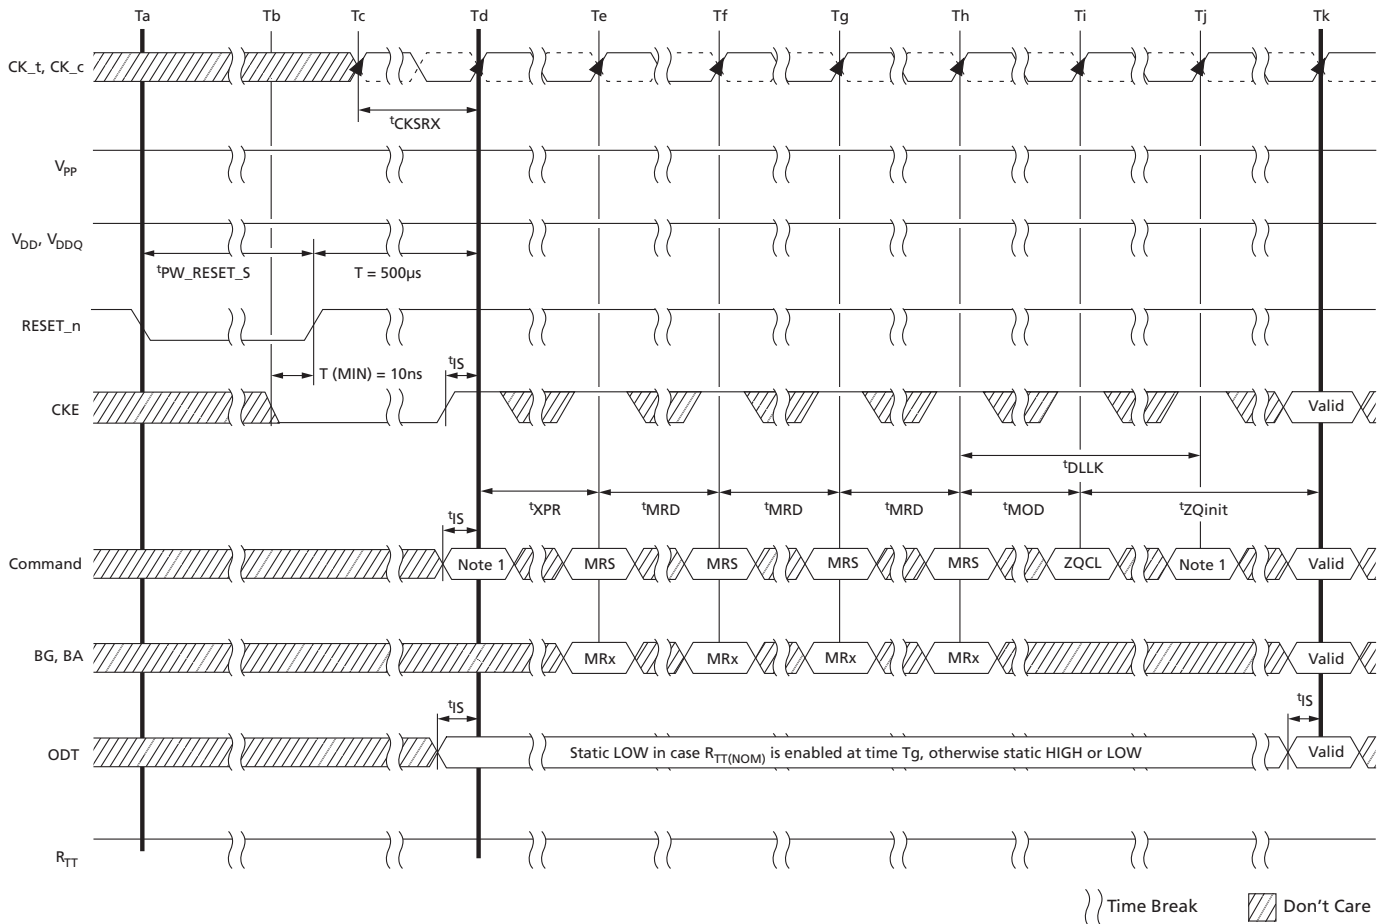 Ta Tb Tc Td Te Tf Tg Th Ti Tj Tk
CK_t, CK_c
tCKSRX
VPP
VDD, VDDQ
tPW_RESET_S T = 500µs
RESET_n
T (MIN) = 10ns tIS
CKE Valid
tDLLK
tXPR tMRD tMRD tMRD tMOD tZQinit
tIS
Command Note 1 MRS MRS MRS MRS ZQCL Note 1 Valid
BG, BA MRx MRx MRx MRx Valid
tIS tIS
ODT Static LOW in case RTT(NOM) is enabled at time Tg, otherwise static HIGH or LOW Valid
RTT
Time Break Don't Care